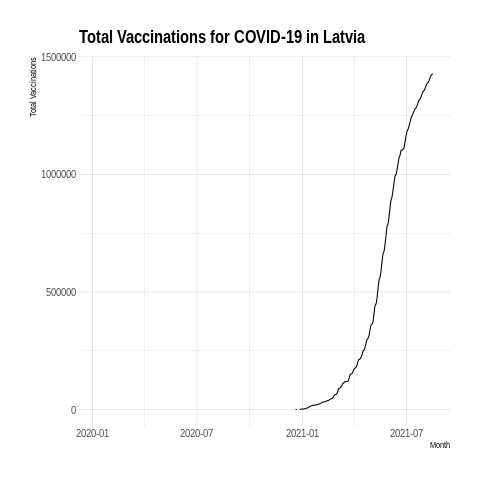 Total Vaccinations for COVID-19 in Latvia
Total Vaccinations
1500000
1000000
500000
0
2020-01 2020-07 2021-01 2021-07
Month